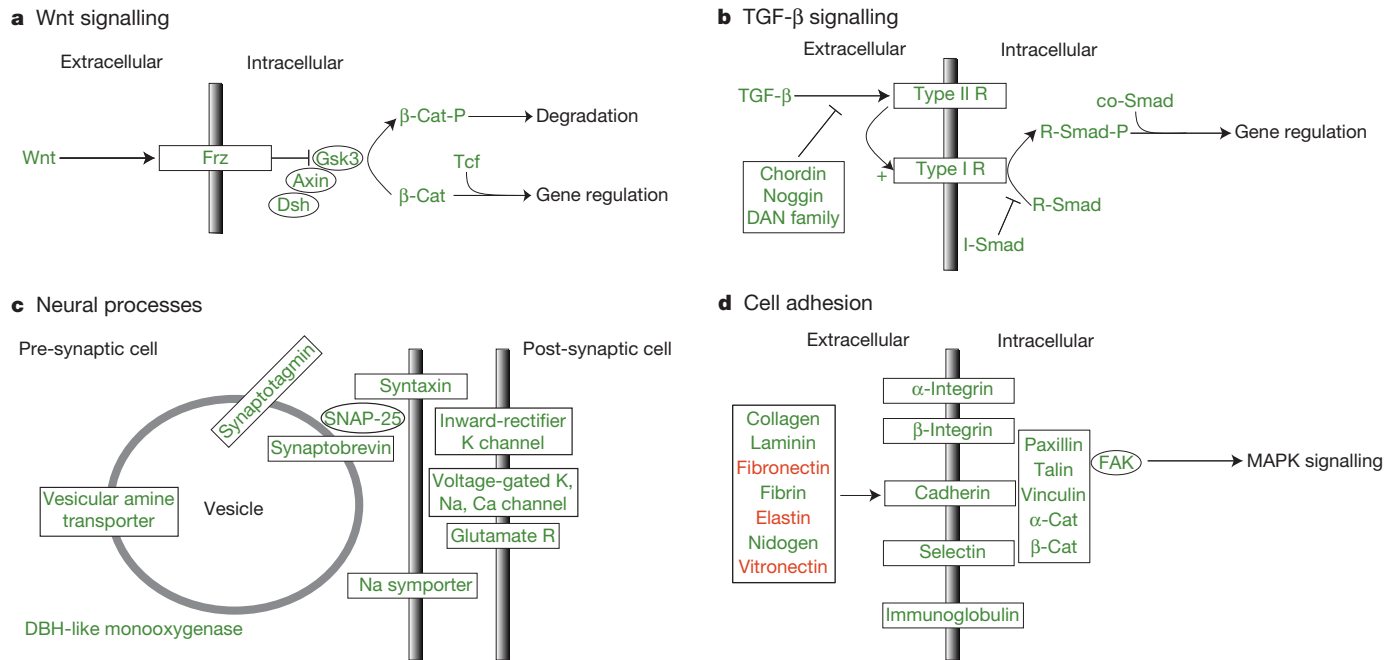 a Wnt signalling
Extracellular
Intracellular
Wnt
Frz
Gsk3
Axin
Dsh
β-Cat-P
Degradation
Tcf
β-Cat
Gene regulation
b TGF-β signalling
Extracellular
Intracellular
TGF-β
Type II R
co-Smad
R-Smad-P
Gene regulation
Chordin
Noggin
DAN family
+
Type I R
R-Smad
I-Smad
c Neural processes
Pre-synaptic cell
Post-synaptic cell
Synaptotagmin
Syntaxin
SNAP-25
Synaptobrevin
Inward-rectifier
K channel
Vesicular amine
transporter
Vesicle
Voltage-gated K,
Na, Ca channel
Glutamate R
Na symporter
DBH-like monooxygenase
d Cell adhesion
Extracellular
Intracellular
α-Integrin
β-Integrin
Cadherin
Selectin
Immunoglobulin
Collagen
Laminin
Fibronectin
Fibrin
Elastin
Nidogen
Vitronectin
Paxillin
Talin
Vinculin
α-Cat
β-Cat
FAK
MAPK signalling